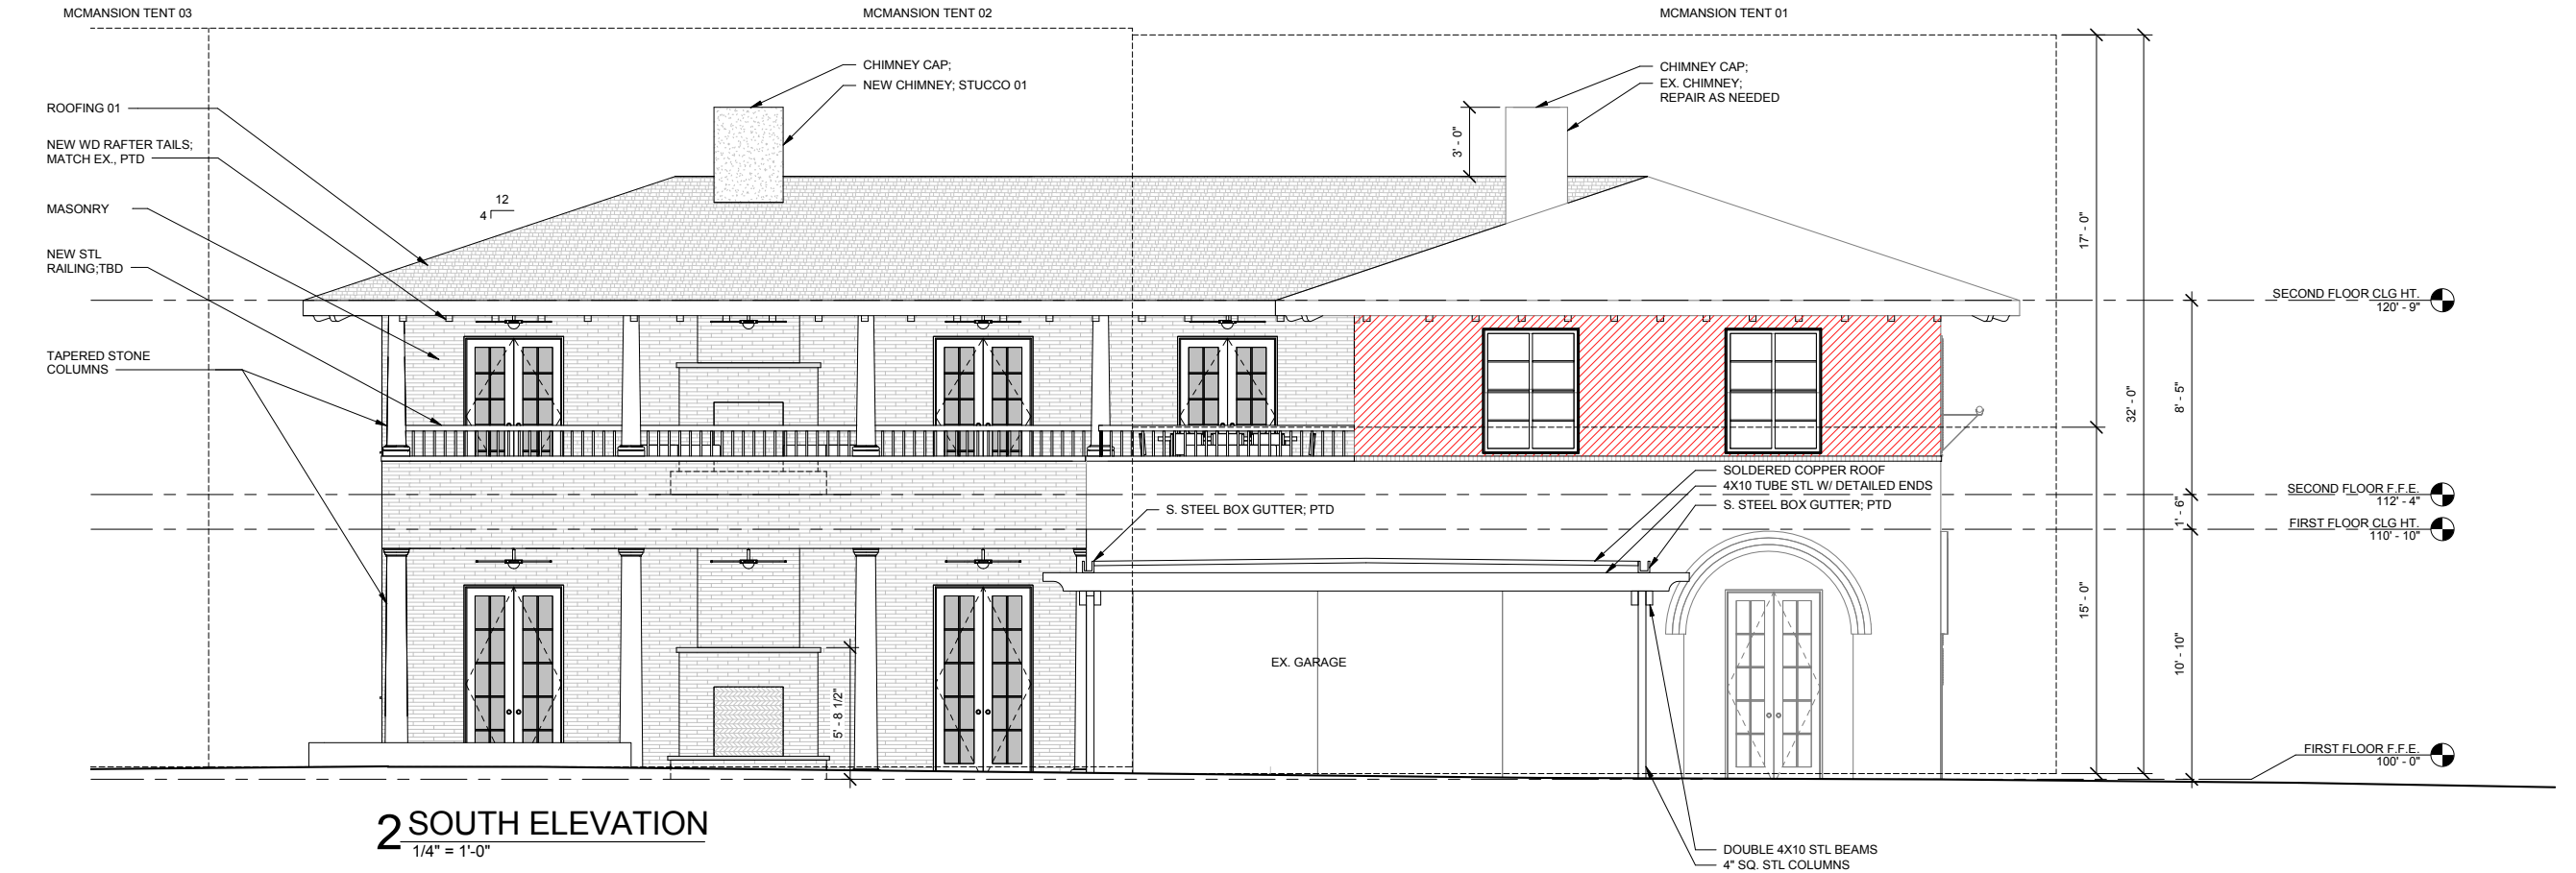 MCMANSION TENT 03
MCMANSION TENT 02
MCMANSION TENT 01
CHIMNEY CAP;
NEW CHIMNEY; STUCCO 01
CHIMNEY CAP;
EX. CHIMNEY;
REPAIR AS NEEDED
ROOFING 01
NEW WD RAFTER TAILS;
MATCH EX., PTD
MASONRY
NEW STL
RAILING;TBD
TAPERED STONE
COLUMNS
12
4
3' - 0"
17' - 0"
32' - 0"
8' - 5"
1' - 6"
15' - 0"
10' - 10"
5' - 8 1/2"
SECOND FLOOR CLG HT.
120' - 9"
SECOND FLOOR F.F.E.
112' - 4"
FIRST FLOOR CLG HT.
110' - 10"
FIRST FLOOR F.F.E.
100' - 0"
SOLDERED COPPER ROOF
4X10 TUBE STL W/ DETAILED ENDS
S. STEEL BOX GUTTER; PTD
S. STEEL BOX GUTTER; PTD
EX. GARAGE
DOUBLE 4X10 STL BEAMS
4" SQ. STL COLUMNS
2 SOUTH ELEVATION
1/4" = 1'-0"